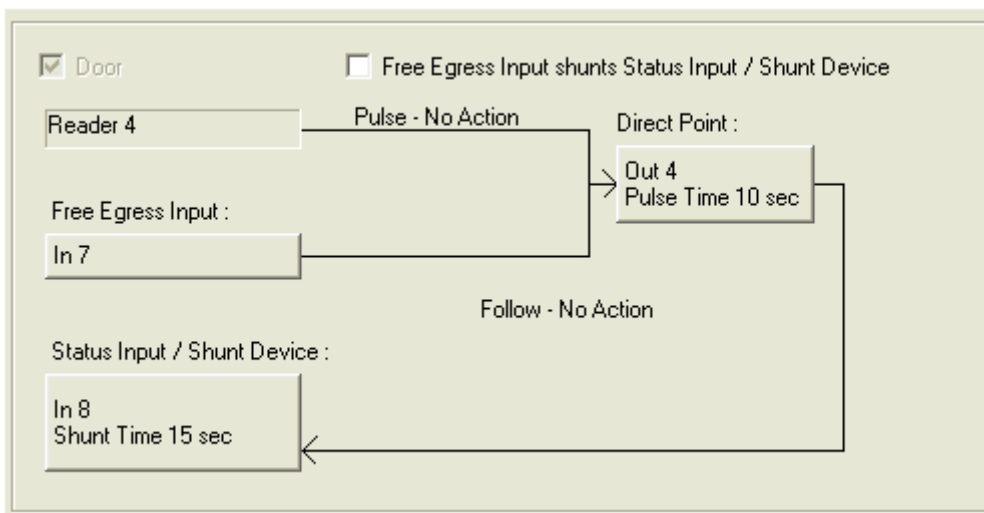 Door
Free Egress Input shunts Status Input / Shunt Device
Reader 4
Pulse - No Action
Direct Point :
Out 4
Pulse Time 10 sec
Free Egress Input :
In 7
Follow - No Action
Status Input / Shunt Device :
In 8
Shunt Time 15 sec